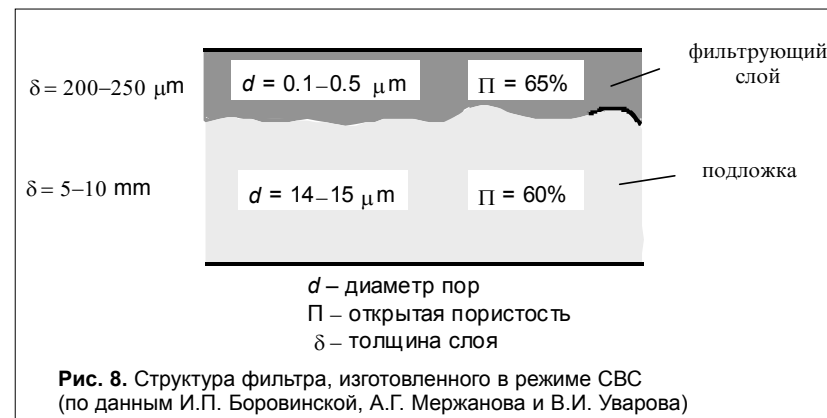 фильтрующий
слой
δ = 200–250 μm
d = 0.1–0.5 μm
Π = 65%
подложка
δ = 5–10 mm
d = 14–15 μm
Π = 60%
d – диаметр пор
Π – открытая пористость
δ – толщина слоя
Рис. 8. Структура фильтра, изготовленного в режиме СВС
(по данным И.П. Боровинской, А.Г. Мержанова и В.И. Уварова)